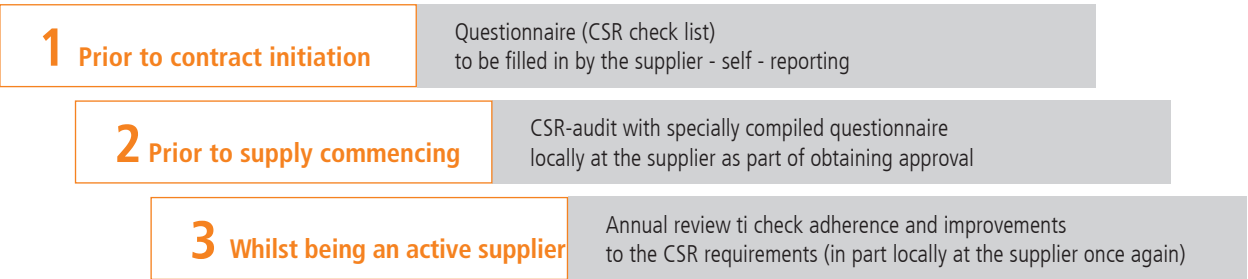 1 Prior to contract initiation
Questionnaire (CSR check list)
to be filled in by the supplier - self - reporting
2 Prior to supply commencing
CSR-audit with specially compiled questionnaire
locally at the supplier as part of obtaining approval
3 Whilst being an active supplier
Annual review ti check adherence and improvements
to the CSR requirements (in part locally at the supplier once again)